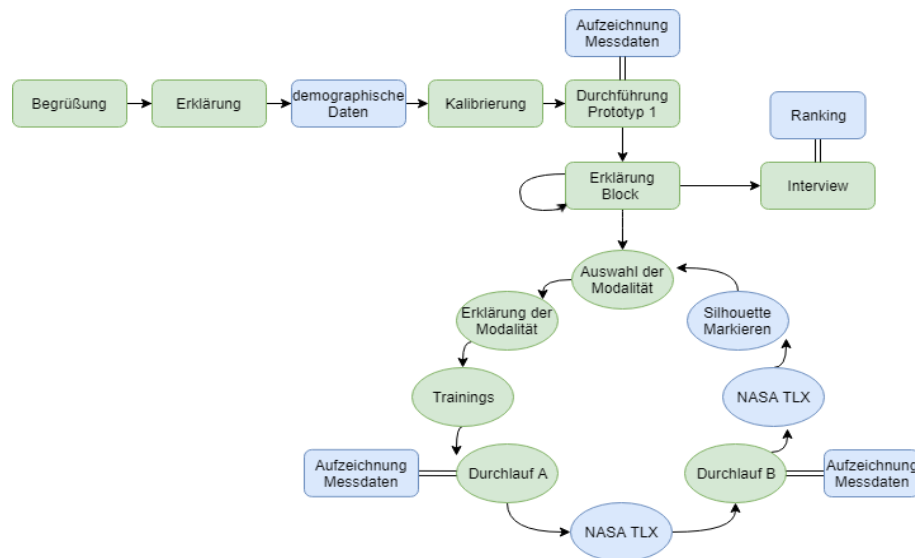 Aufzeichnung
Messdaten
Begrüßung
Erklärung
demographische
Daten
Kalibrierung
Durchführung
Prototyp 1
Ranking
Erklärung
Block
Interview
Auswahl der
Modalität
Erklärung der
Modalität
Silhouette
Markieren
Trainings
NASA TLX
Aufzeichnung
Messdaten
Durchlauf A
Durchlauf B
Aufzeichnung
Messdaten
NASA TLX